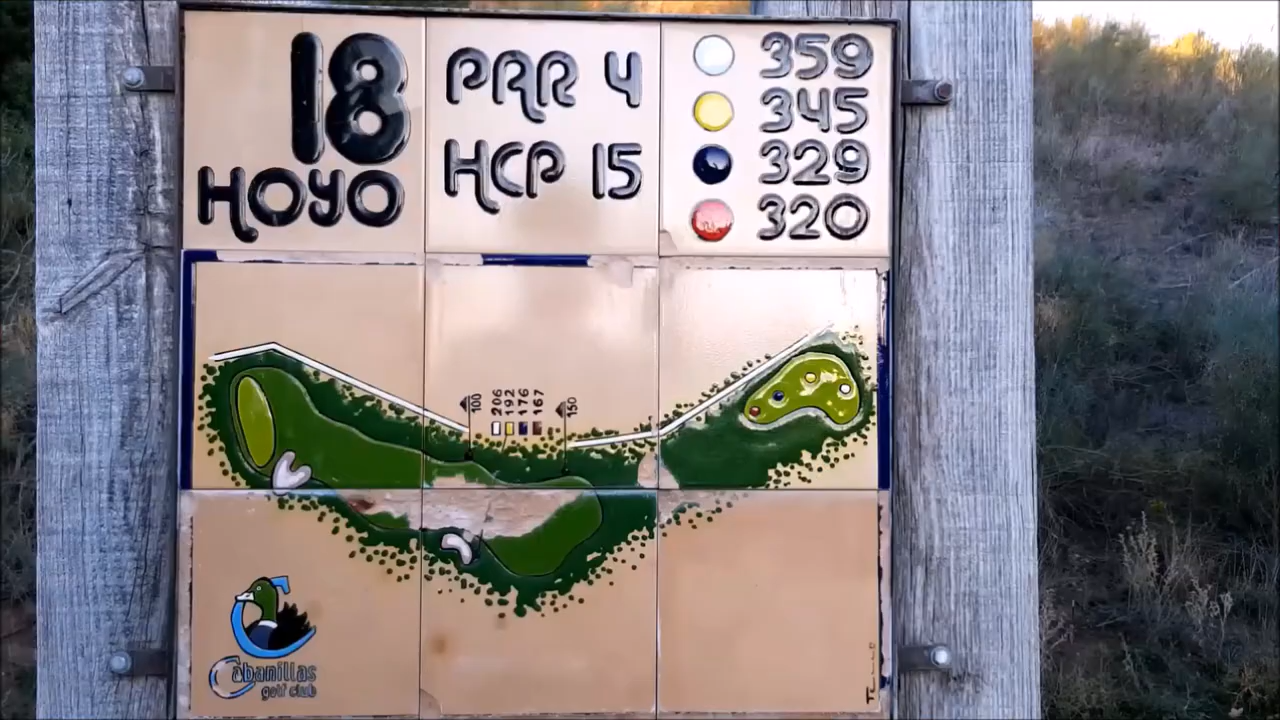 18
HOYO
PAR 4
HCP 15
359
345
329
320
100
206
192
176
167
150
Cabanillas
golf club